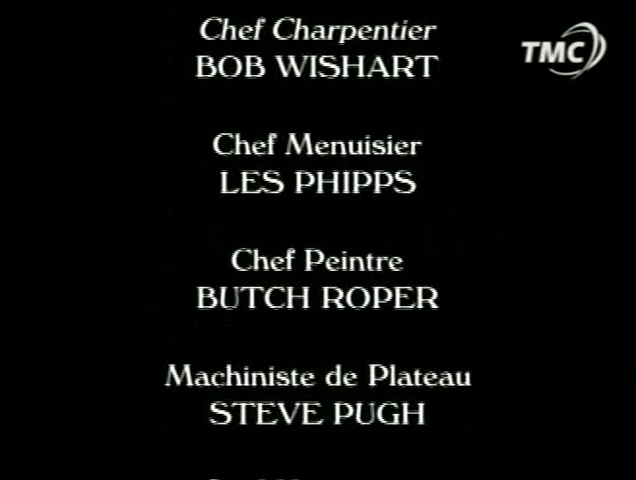 Chef Charpentier
BOB WISHART
TMC
Chef Menuisier
LES PHIPPS
Chef Peintre
BUTCH ROPER
Machiniste de Plateau
STEVE PUGH